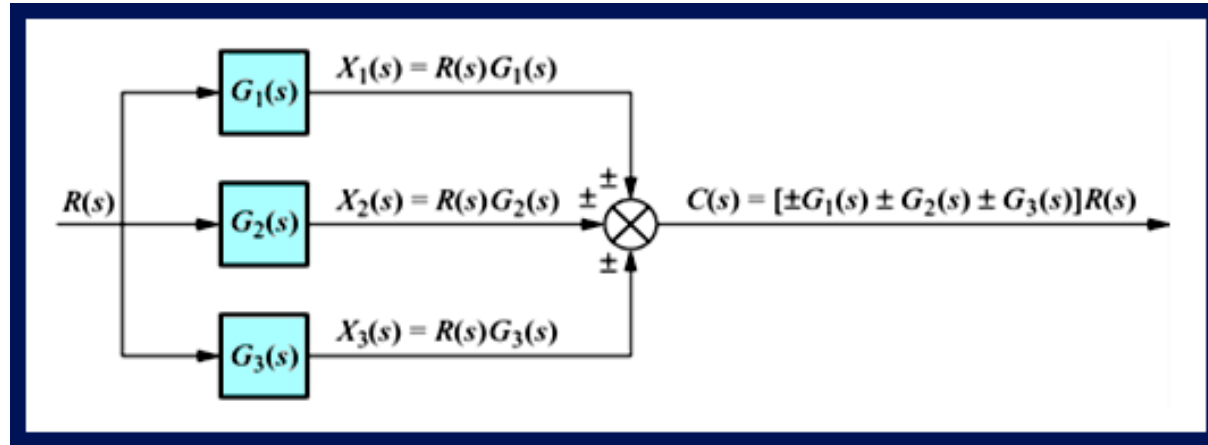 X₁(s) = R(s)G₁(s)
G₁(s)
±
R(s)
X₂(s) = R(s)G₂(s)
±
C(s) = [±G₁(s) ± G₂(s) ± G₃(s)]R(s)
G₂(s)
±
X₃(s) = R(s)G₃(s)
G₃(s)